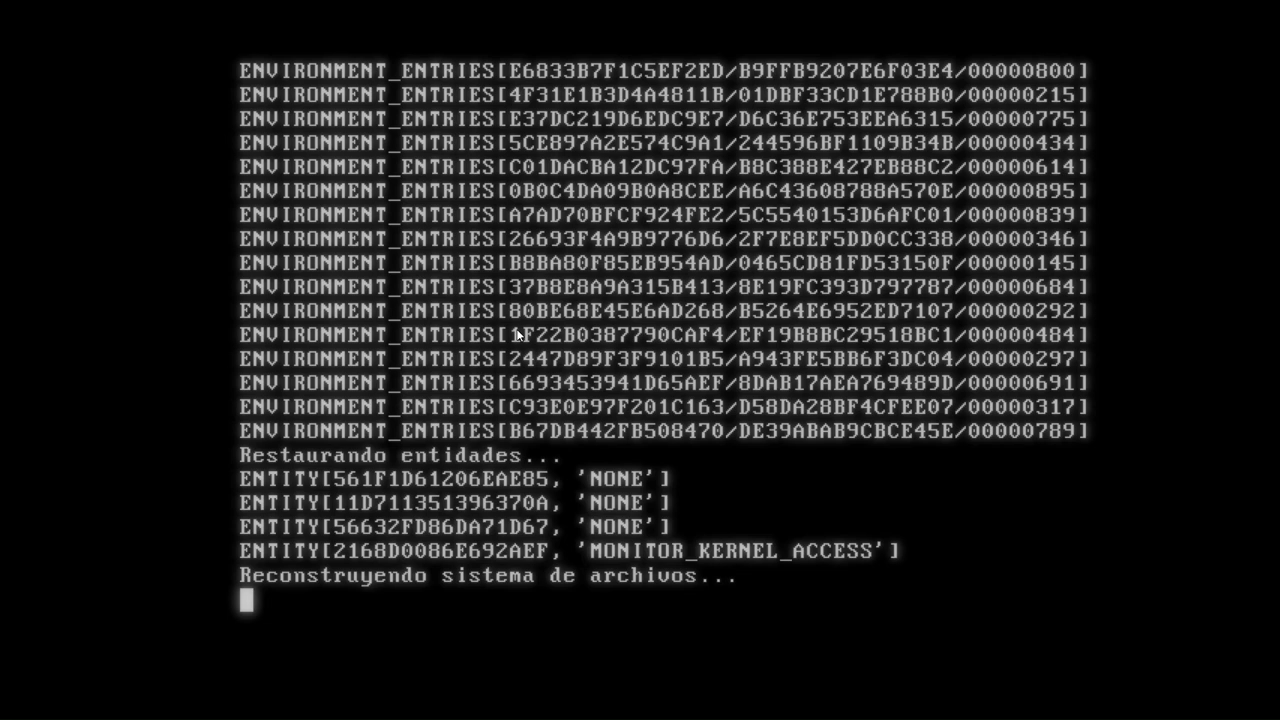 ENVIRONMENT_ENTRIES[E6833B7F1C5EF2ED/B9FFB9207E6F03E4/00000800]
ENVIRONMENT_ENTRIES[4F31E1B3D4A4811B/01DBF33CD1E788B0/00000215]
ENVIRONMENT_ENTRIES[E37DC219D6EDC9E7/D6C36E753EEA6315/00000775]
ENVIRONMENT_ENTRIES[5CE897A2E574C9A1/244596BF1109B34B/00000434]
ENVIRONMENT_ENTRIES[C01DACBA12DC97FA/B8C388E427EB88C2/00000614]
ENVIRONMENT_ENTRIES[0B0C4DA09B0A8CEE/A6C43608788A570E/00000895]
ENVIRONMENT_ENTRIES[A7AD70BFCF924FE2/5C5540153D6AFC01/00000839]
ENVIRONMENT_ENTRIES[26693F4A9B9776D6/2F7E8EF5DD0CC338/00000346]
ENVIRONMENT_ENTRIES[B8BA80F85EB954AD/0465CD81FD53150F/00000145]
ENVIRONMENT_ENTRIES[37B8E8A9A315B413/8E19FC393D797787/00000684]
ENVIRONMENT_ENTRIES[80BE68E45E6AD268/B5264E6952ED7107/00000292]
ENVIRONMENT_ENTRIES[1F22B0387790CAF4/EF19B8BC29518BC1/00000484]
ENVIRONMENT_ENTRIES[2447D89F3F9101B5/A943FE5BB6F3DC04/00000297]
ENVIRONMENT_ENTRIES[6693453941D65AEF/8DAB17AEA769489D/00000691]
ENVIRONMENT_ENTRIES[C93E0E97F201C163/D58DA28BF4CFEE07/00000317]
ENVIRONMENT_ENTRIES[B67DB442FB508470/DE39ABAB9CBCE45E/00000789]
Restaurando entidades...
ENTITY[561F1D61206EAE85, 'NONE']
ENTITY[11D711351396370A, 'NONE']
ENTITY[56632FD86DA71D67, 'NONE']
ENTITY[2168D0086E692AEF, 'MONITOR_KERNEL_ACCESS']
Reconstruyendo sistema de archivos...